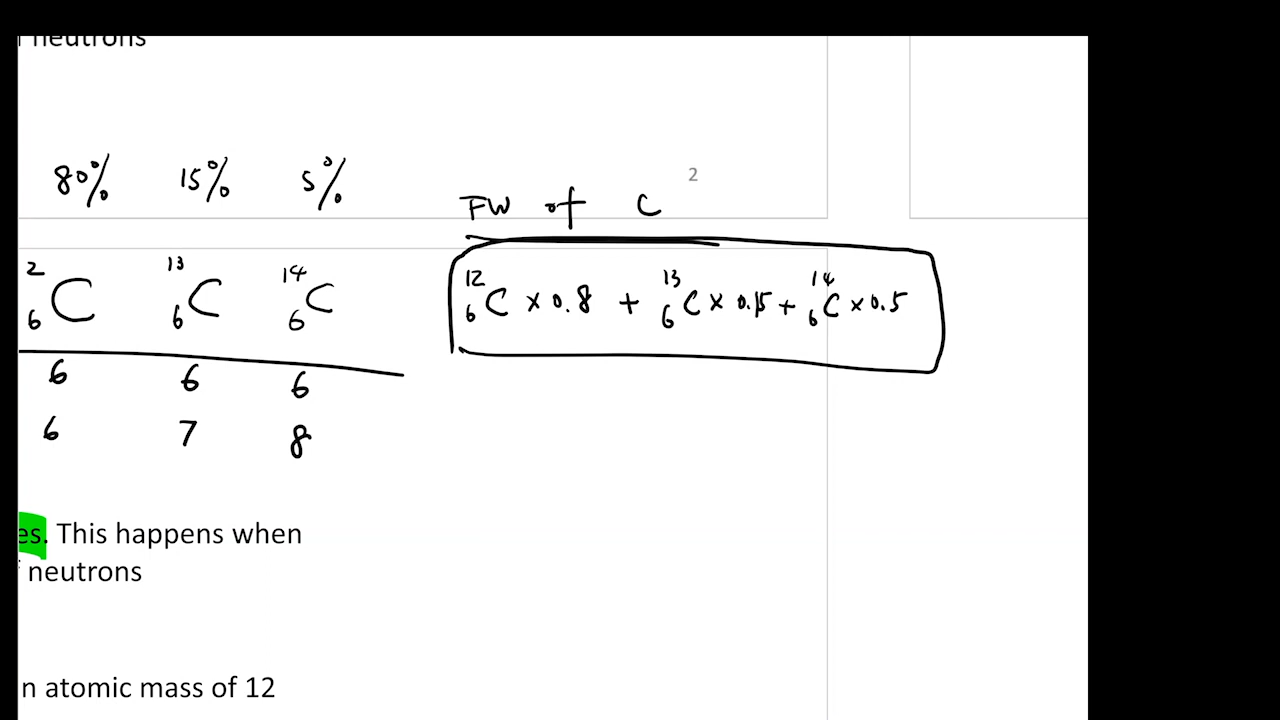 f neutrons
80% 15% 5%
2
FW of C
2 6 C 13 6 C 14 6 C
12 6 C × 0.8 + 13 6 C × 0.15 + 14 6 C × 0.5
6 6 6
6 7 8
es. This happens when
f neutrons
n atomic mass of 12